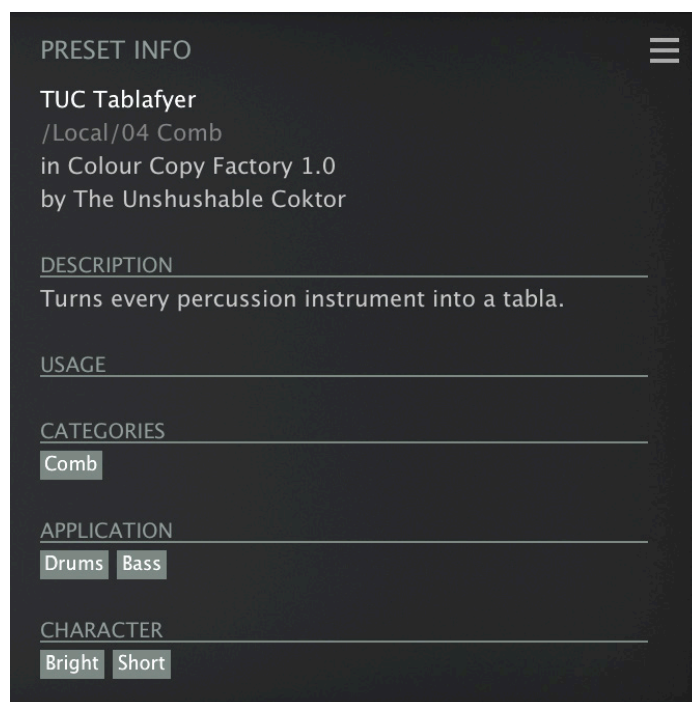 PRESET INFO
TUC Tablafyer
/Local/04 Comb
in Colour Copy Factory 1.0
by The Unshushable Coktor
DESCRIPTION
Turns every percussion instrument into a tabla.
USAGE
CATEGORIES
Comb
APPLICATION
Drums Bass
CHARACTER
Bright Short